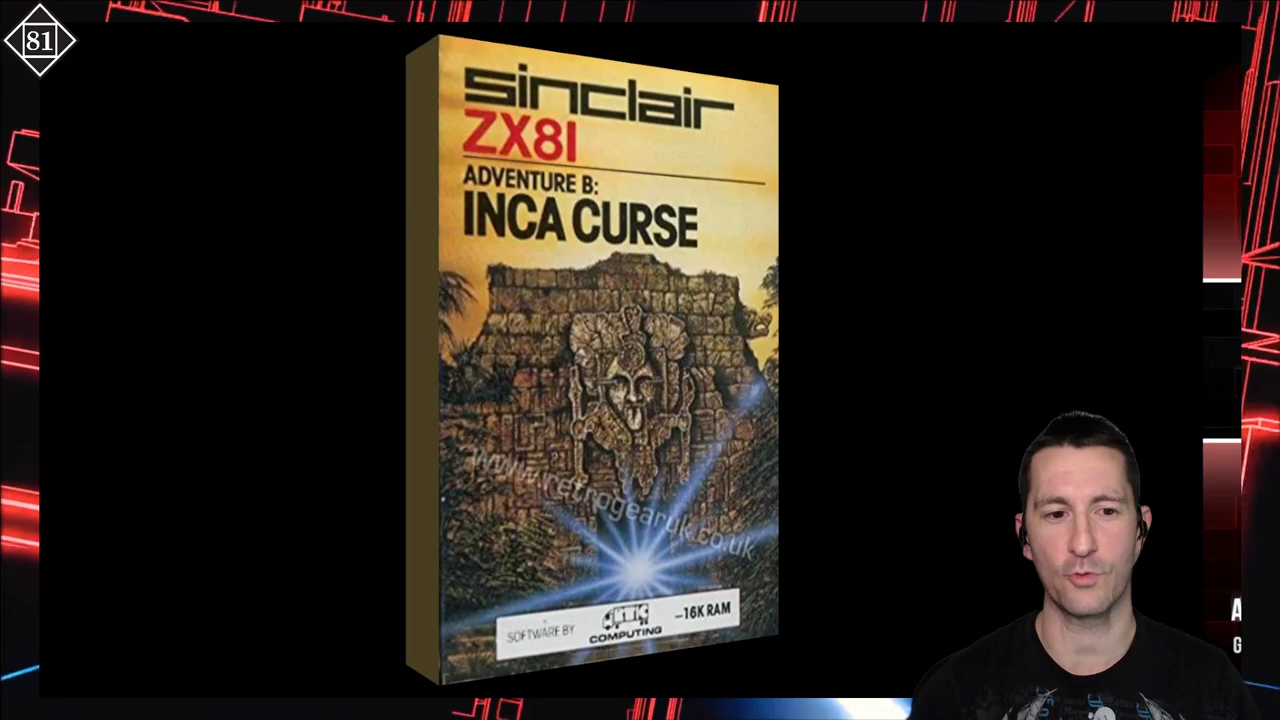 81
sinclair
ZX81
ADVENTURE B:
INCA CURSE
www.retrogearuk.co.uk
SOFTWARE BY
COMPUTING
–16K RAM
A
G